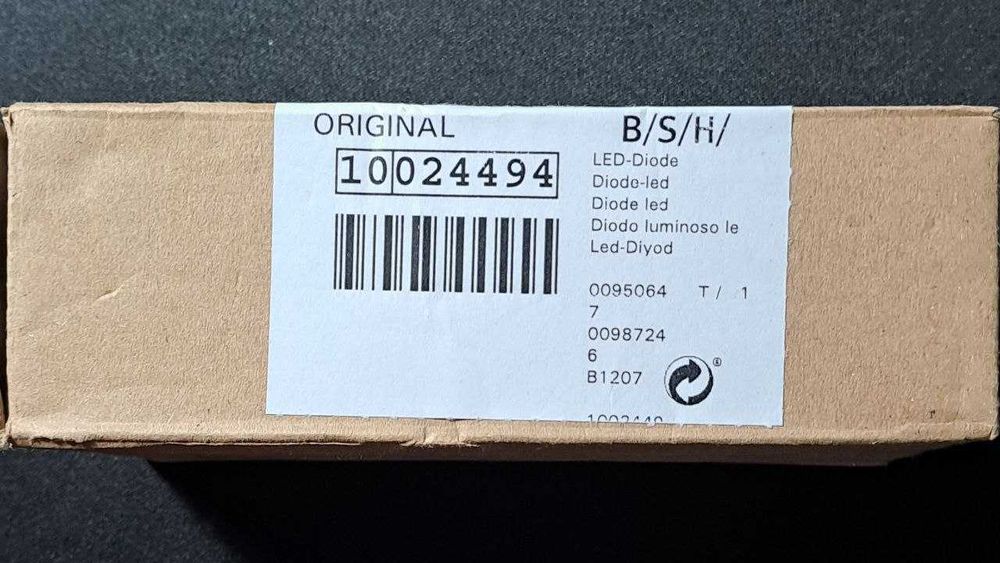 ORIGINAL
10024494
B/S/H/
LED-Diode
Diode-led
Diode led
Diodo luminoso le
Led-Diyod
0095064 T / 1
7
0098724
6
B1207